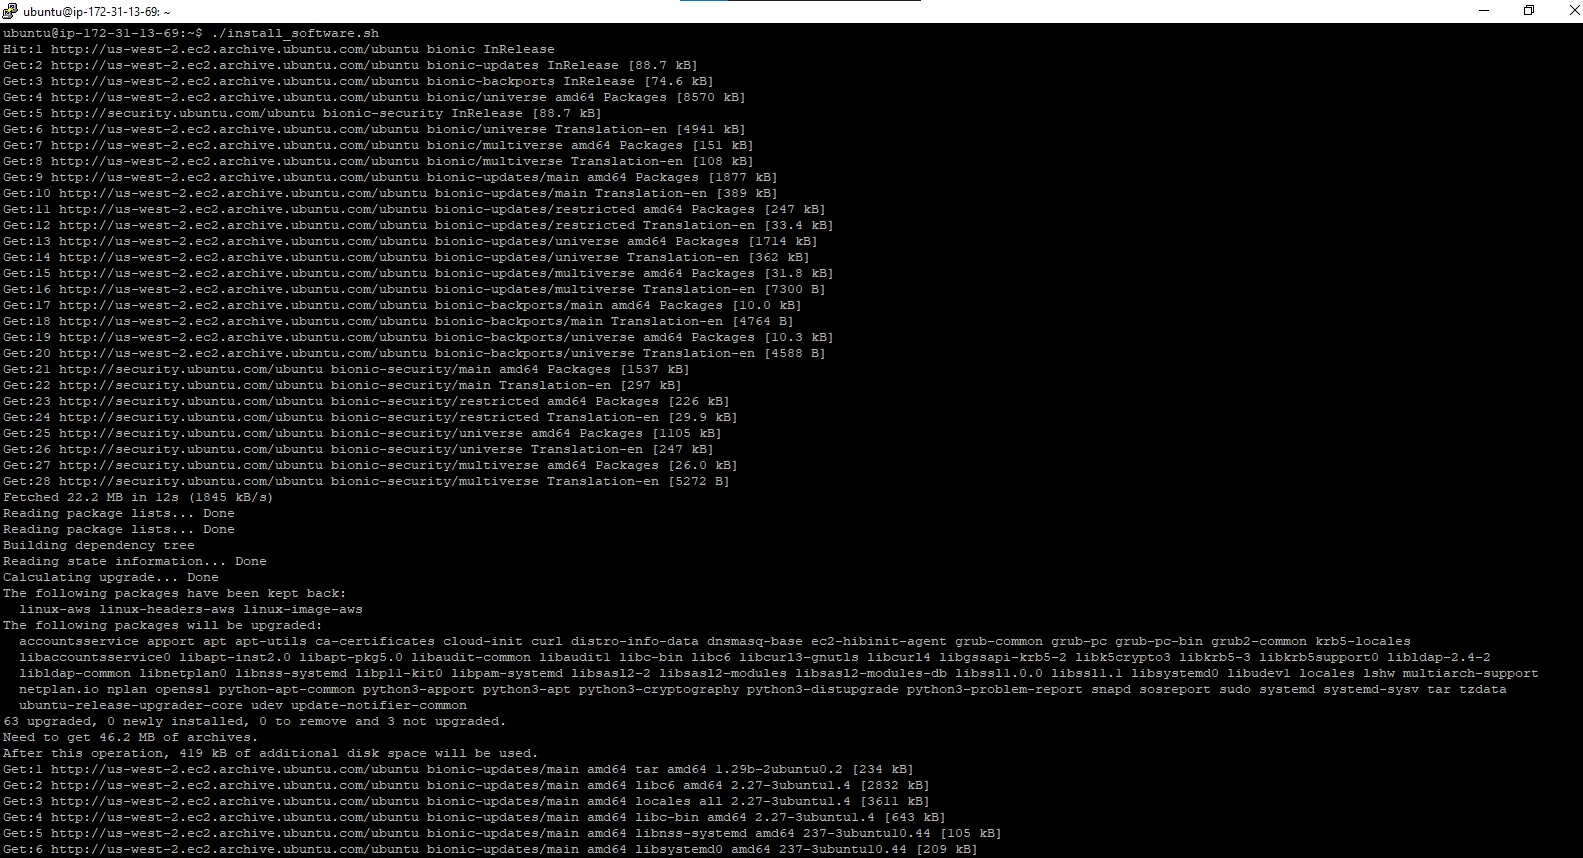 ubuntu@ip-172-31-13-69: ~
ubuntu@ip-172-31-13-69:~$ ./install_software.sh
Hit:1 http://us-west-2.ec2.archive.ubuntu.com/ubuntu bionic InRelease
Get:2 http://us-west-2.ec2.archive.ubuntu.com/ubuntu bionic-updates InRelease [88.7 kB]
Get:3 http://us-west-2.ec2.archive.ubuntu.com/ubuntu bionic-backports InRelease [74.6 kB]
Get:4 http://us-west-2.ec2.archive.ubuntu.com/ubuntu bionic/universe amd64 Packages [8570 kB]
Get:5 http://security.ubuntu.com/ubuntu bionic-security InRelease [88.7 kB]
Get:6 http://us-west-2.ec2.archive.ubuntu.com/ubuntu bionic/universe Translation-en [4941 kB]
Get:7 http://us-west-2.ec2.archive.ubuntu.com/ubuntu bionic/multiverse amd64 Packages [151 kB]
Get:8 http://us-west-2.ec2.archive.ubuntu.com/ubuntu bionic/multiverse Translation-en [108 kB]
Get:9 http://us-west-2.ec2.archive.ubuntu.com/ubuntu bionic-updates/main amd64 Packages [1877 kB]
Get:10 http://us-west-2.ec2.archive.ubuntu.com/ubuntu bionic-updates/main Translation-en [389 kB]
Get:11 http://us-west-2.ec2.archive.ubuntu.com/ubuntu bionic-updates/restricted amd64 Packages [247 kB]
Get:12 http://us-west-2.ec2.archive.ubuntu.com/ubuntu bionic-updates/restricted Translation-en [33.4 kB]
Get:13 http://us-west-2.ec2.archive.ubuntu.com/ubuntu bionic-updates/universe amd64 Packages [1714 kB]
Get:14 http://us-west-2.ec2.archive.ubuntu.com/ubuntu bionic-updates/universe Translation-en [362 kB]
Get:15 http://us-west-2.ec2.archive.ubuntu.com/ubuntu bionic-updates/multiverse amd64 Packages [31.8 kB]
Get:16 http://us-west-2.ec2.archive.ubuntu.com/ubuntu bionic-updates/multiverse Translation-en [7300 B]
Get:17 http://us-west-2.ec2.archive.ubuntu.com/ubuntu bionic-backports/main amd64 Packages [10.0 kB]
Get:18 http://us-west-2.ec2.archive.ubuntu.com/ubuntu bionic-backports/main Translation-en [4764 B]
Get:19 http://us-west-2.ec2.archive.ubuntu.com/ubuntu bionic-backports/universe amd64 Packages [10.3 kB]
Get:20 http://us-west-2.ec2.archive.ubuntu.com/ubuntu bionic-backports/universe Translation-en [4588 B]
Get:21 http://security.ubuntu.com/ubuntu bionic-security/main amd64 Packages [1537 kB]
Get:22 http://security.ubuntu.com/ubuntu bionic-security/main Translation-en [297 kB]
Get:23 http://security.ubuntu.com/ubuntu bionic-security/restricted amd64 Packages [226 kB]
Get:24 http://security.ubuntu.com/ubuntu bionic-security/restricted Translation-en [29.9 kB]
Get:25 http://security.ubuntu.com/ubuntu bionic-security/universe amd64 Packages [1105 kB]
Get:26 http://security.ubuntu.com/ubuntu bionic-security/universe Translation-en [247 kB]
Get:27 http://security.ubuntu.com/ubuntu bionic-security/multiverse amd64 Packages [26.0 kB]
Get:28 http://security.ubuntu.com/ubuntu bionic-security/multiverse Translation-en [5272 B]
Fetched 22.2 MB in 12s (1845 kB/s)
Reading package lists... Done
Reading package lists... Done
Building dependency tree
Reading state information... Done
Calculating upgrade... Done
The following packages have been kept back:
  linux-aws linux-headers-aws linux-image-aws
The following packages will be upgraded:
  accountsservice apport apt apt-utils ca-certificates cloud-init curl distro-info-data dnsmasq-base ec2-hibinit-agent grub-common grub-pc grub-pc-bin grub2-common krb5-locales
  libaccountsservice0 libapt-inst2.0 libapt-pkg5.0 libaudit-common libaudit1 libc-bin libc6 libcurl3-gnutls libcurl4 libgssapi-krb5-2 libk5crypto3 libkrb5-3 libkrb5support0 libldap-2.4-2
  libldap-common libnetplan0 libnss-systemd libp11-kit0 libpam-systemd libsasl2-2 libsasl2-modules libsasl2-modules-db libssl1.0.0 libssl1.1 libsystemd0 libudev1 locales lshw multiarch-support
  netplan.io nplan openssl python-apt-common python3-apport python3-apt python3-cryptography python3-distupgrade python3-problem-report snapd sosreport sudo systemd systemd-sysv tar tzdata
  ubuntu-release-upgrader-core udev update-notifier-common
63 upgraded, 0 newly installed, 0 to remove and 3 not upgraded.
Need to get 46.2 MB of archives.
After this operation, 419 kB of additional disk space will be used.
Get:1 http://us-west-2.ec2.archive.ubuntu.com/ubuntu bionic-updates/main amd64 tar amd64 1.29b-2ubuntu0.2 [234 kB]
Get:2 http://us-west-2.ec2.archive.ubuntu.com/ubuntu bionic-updates/main amd64 libc6 amd64 2.27-3ubuntu1.4 [2832 kB]
Get:3 http://us-west-2.ec2.archive.ubuntu.com/ubuntu bionic-updates/main amd64 locales all 2.27-3ubuntu1.4 [3611 kB]
Get:4 http://us-west-2.ec2.archive.ubuntu.com/ubuntu bionic-updates/main amd64 libc-bin amd64 2.27-3ubuntu1.4 [643 kB]
Get:5 http://us-west-2.ec2.archive.ubuntu.com/ubuntu bionic-updates/main amd64 libnss-systemd amd64 237-3ubuntu10.44 [105 kB]
Get:6 http://us-west-2.ec2.archive.ubuntu.com/ubuntu bionic-updates/main amd64 libsystemd0 amd64 237-3ubuntu10.44 [209 kB]